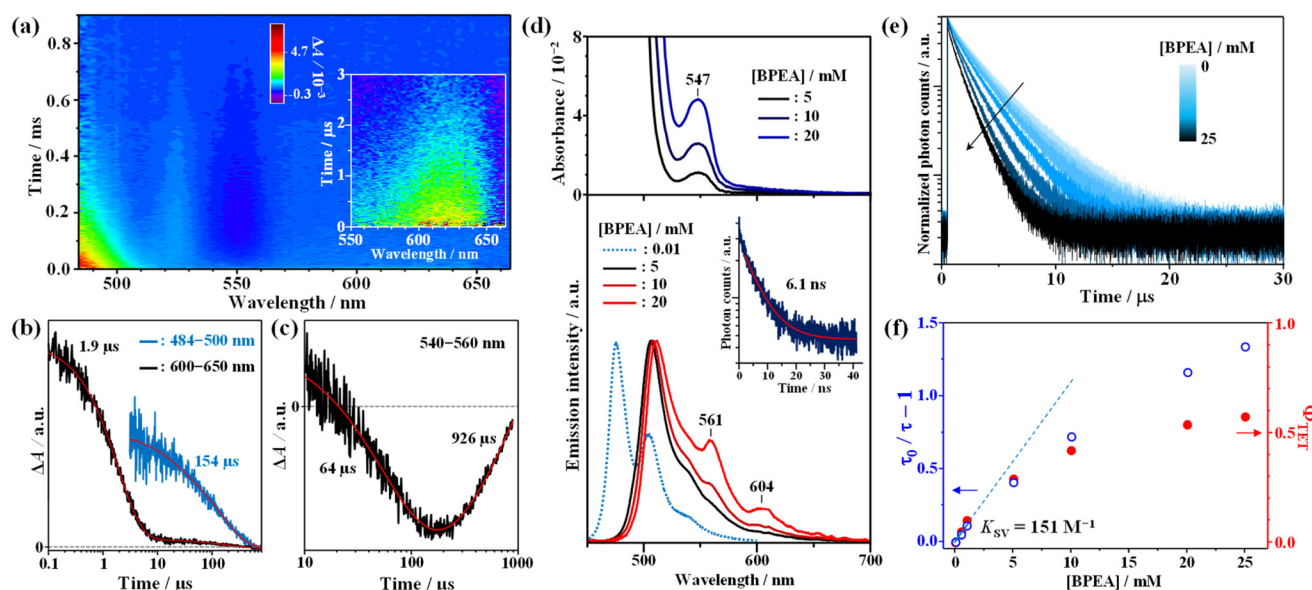 (a)
0.8
0.6
0.4
0.2
0.0
Time / ms
500
550
600
650
Wavelength / nm
4.7
−0.3
ΔA / 10⁻³
3
2
1
0
Time / μs
550
600
650
Wavelength / nm
(b)
1.9 μs
: 484−500 nm
: 600−650 nm
154 μs
ΔA / a.u.
0
0.1
1
10
100
Time / μs
(c)
540−560 nm
0
ΔA / a.u.
64 μs
926 μs
10
100
1000
Time / μs
(d)
8
4
0
Absorbance / 10⁻²
547
[BPEA] / mM
: 5
: 10
: 20
[BPEA] / mM
: 0.01
: 5
: 10
: 20
Photon counts / a.u.
6.1 ns
0
10
20
30
40
Time / ns
Emission intensity / a.u.
561
604
500
600
700
Wavelength / nm
(e)
Normalized photon counts / a.u.
[BPEA] / mM
0
25
0
10
20
30
Time / μs
(f)
τ₀ / τ − 1
1.5
1.0
0.5
0.0
K_SV = 151 M⁻¹
1.0
0.5
0.0
Φ_TET
0
5
10
15
20
25
[BPEA] / mM